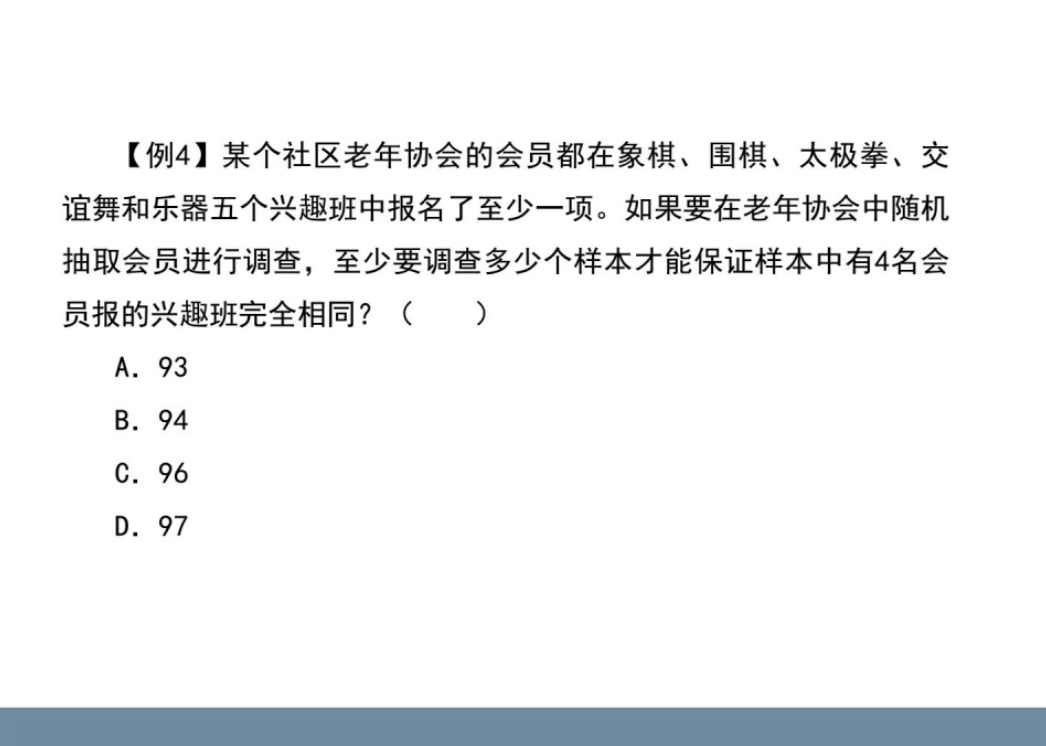 【例4】某个社区老年协会的会员都在象棋、围棋、太极拳、交
谊舞和乐器五个兴趣班中报名了至少一项。如果要在老年协会中随机
抽取会员进行调查，至少要调查多少个样本才能保证样本中有4名会
员报的兴趣班完全相同？（　　）
A. 93
B. 94
C. 96
D. 97